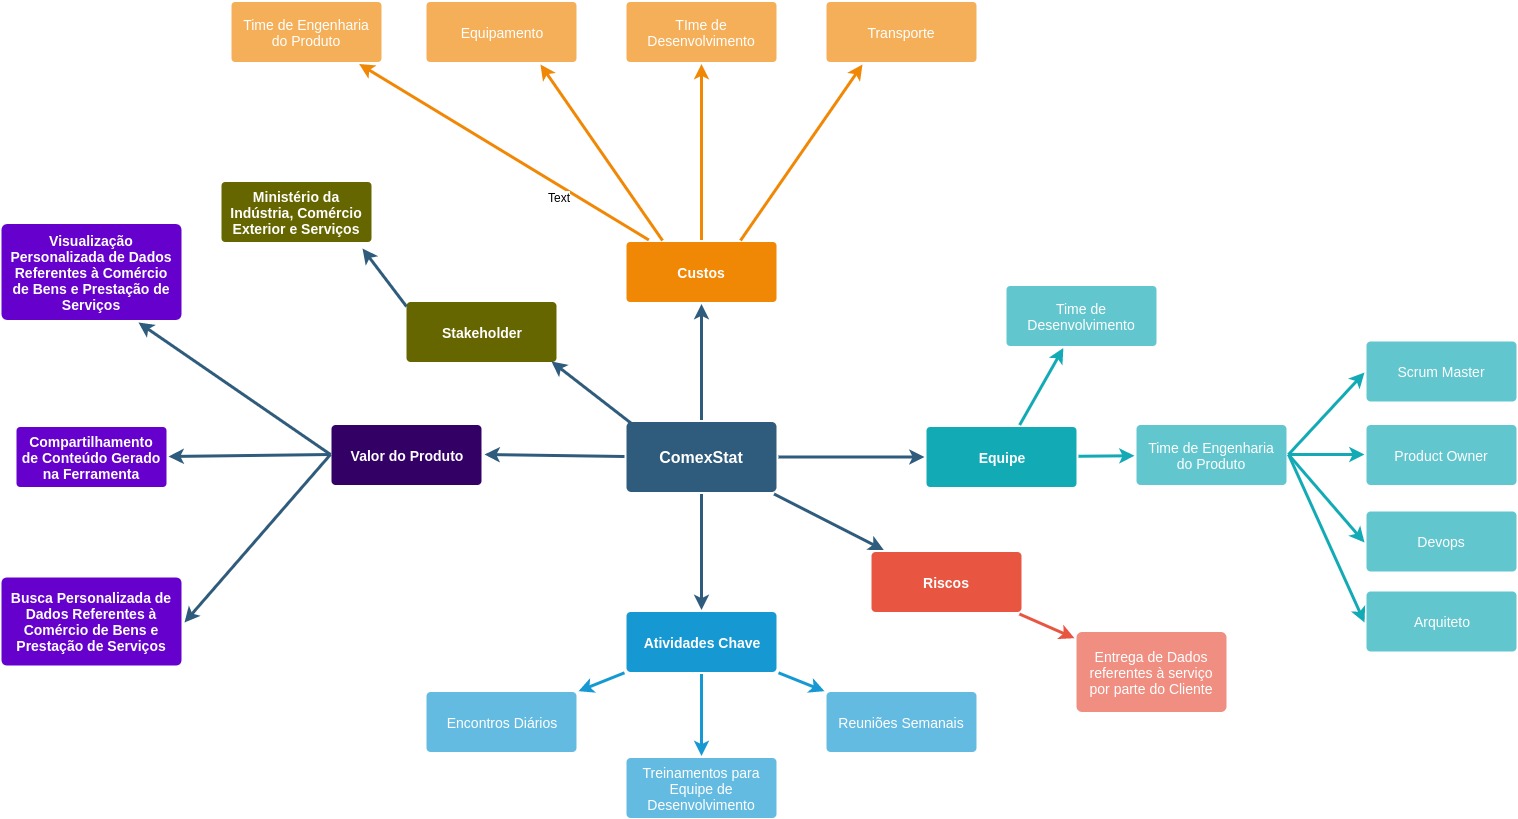 Time de Engenharia
do Produto
Equipamento
TIme de
Desenvolvimento
Transporte
Text
Ministério da
Indústria, Comércio
Exterior e Serviços
Visualização
Personalizada de Dados
Referentes à Comércio
de Bens e Prestação de
Serviços
Custos
Stakeholder
Time de
Desenvolvimento
Scrum Master
Compartilhamento
de Conteúdo Gerado
na Ferramenta
Valor do Produto
ComexStat
Equipe
Time de Engenharia
do Produto
Product Owner
Devops
Riscos
Busca Personalizada de
Dados Referentes à
Comércio de Bens e
Prestação de Serviços
Atividades Chave
Arquiteto
Entrega de Dados
referentes à serviço
por parte do Cliente
Encontros Diários
Reuniões Semanais
Treinamentos para
Equipe de
Desenvolvimento